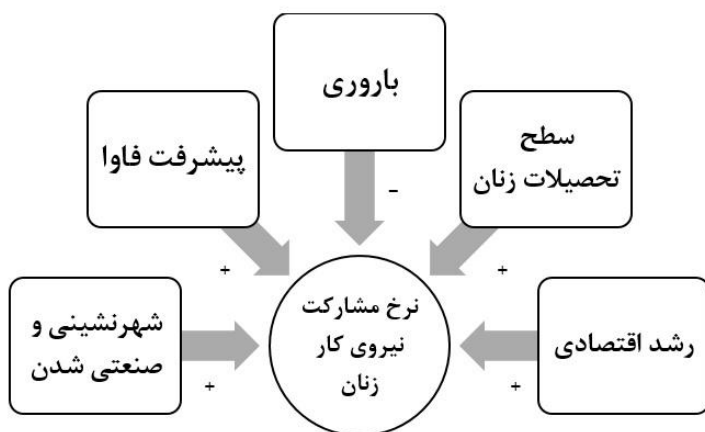 باروری
سطح
تحصیلات زنان
پیشرفت فاوا
-
+
+
نرخ مشارکت
نیروی کار
زنان
رشد اقتصادی
شهرنشینی و
صنعتی شدن
+
+